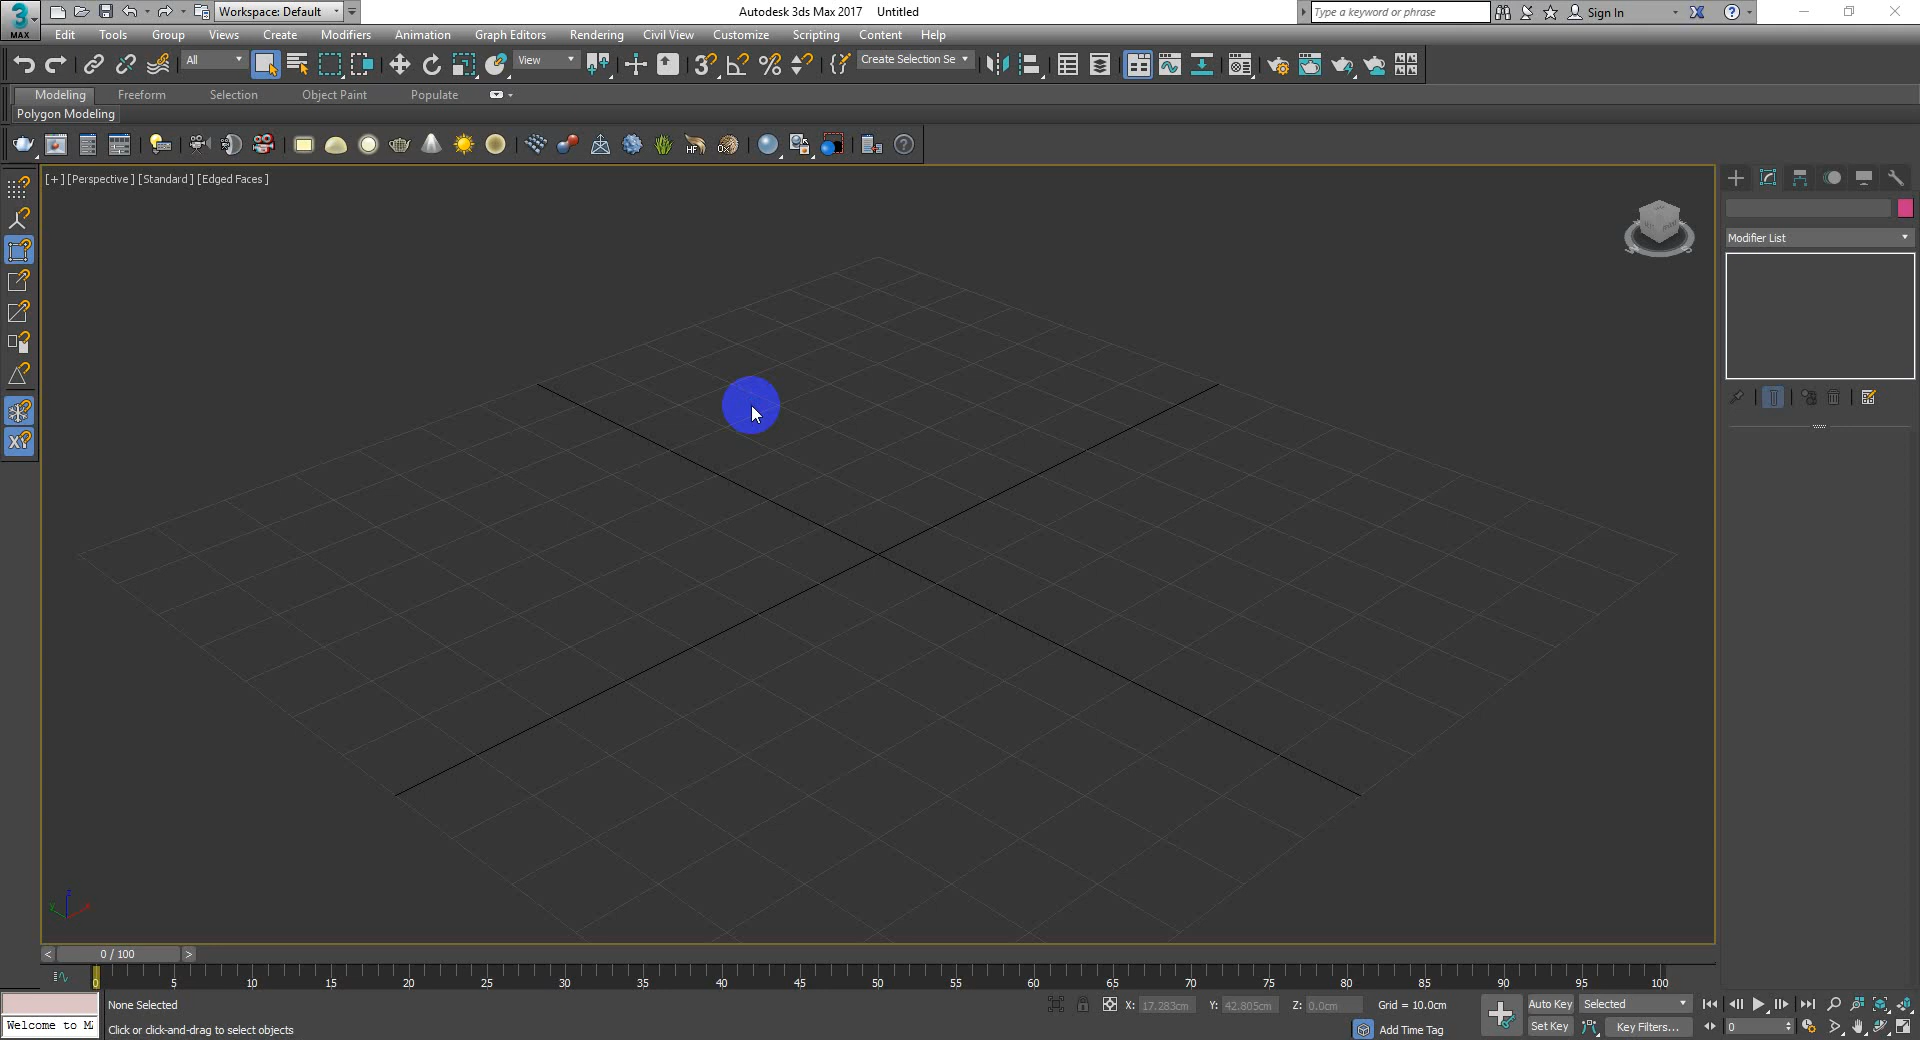 Workspace: Default
Autodesk 3ds Max 2017 Untitled
Type a keyword or phrase
Sign In
MAX
Edit Tools Group Views Create Modifiers Animation Graph Editors Rendering Civil View Customize Scripting Content Help
All
View
3
Create Selection Se
Modeling Freeform Selection Object Paint Populate
Polygon Modeling
HF
[+] [Perspective] [Standard] [Edged Faces]
Modifier List
z
y
< 0 / 100 >
0 5 10 15 20 25 30 35 40 45 50 55 60 65 70 75 80 85 90 95 100
None Selected
X: 17.283cm Y: 42.805cm Z: 0.0cm Grid = 10.0cm
Auto Key Selected
Welcome to M
Click or click-and-drag to select objects
Add Time Tag
Set Key Key Filters... 0